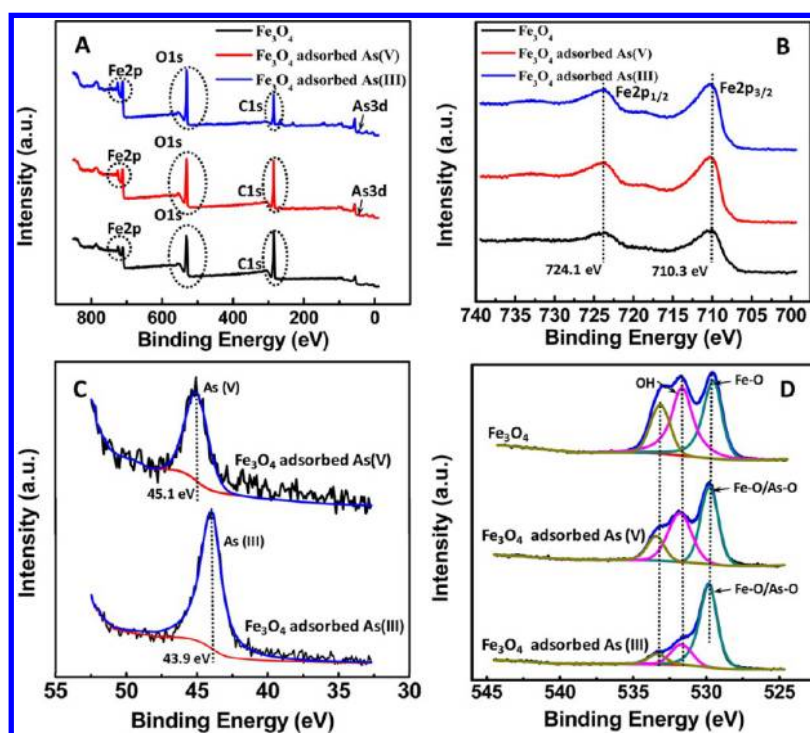 A
Fe3O4
Fe3O4 adsorbed As(V)
Fe3O4 adsorbed As(III)
Fe2p
O1s
C1s
As3d
Fe2p
O1s
C1s
As3d
Fe2p
O1s
C1s
800 600 400 200 0
Binding Energy (eV)
Intensity (a.u.)
B
Fe3O4
Fe3O4 adsorbed As(V)
Fe3O4 adsorbed As(III)
Fe2p1/2
Fe2p3/2
724.1 eV
710.3 eV
740 735 730 725 720 715 710 705 700
Binding Energy (eV)
Intensity (a.u.)
C
As (V)
Fe3O4 adsorbed As(V)
45.1 eV
As (III)
Fe3O4 adsorbed As(III)
43.9 eV
55 50 45 40 35 30
Binding Energy (eV)
Intensity (a.u.)
D
OH
Fe-O
Fe3O4
Fe-O/As-O
Fe3O4 adsorbed As (V)
Fe-O/As-O
Fe3O4 adsorbed As (III)
545 540 535 530 525
Binding Energy (eV)
Intensity (a.u.)